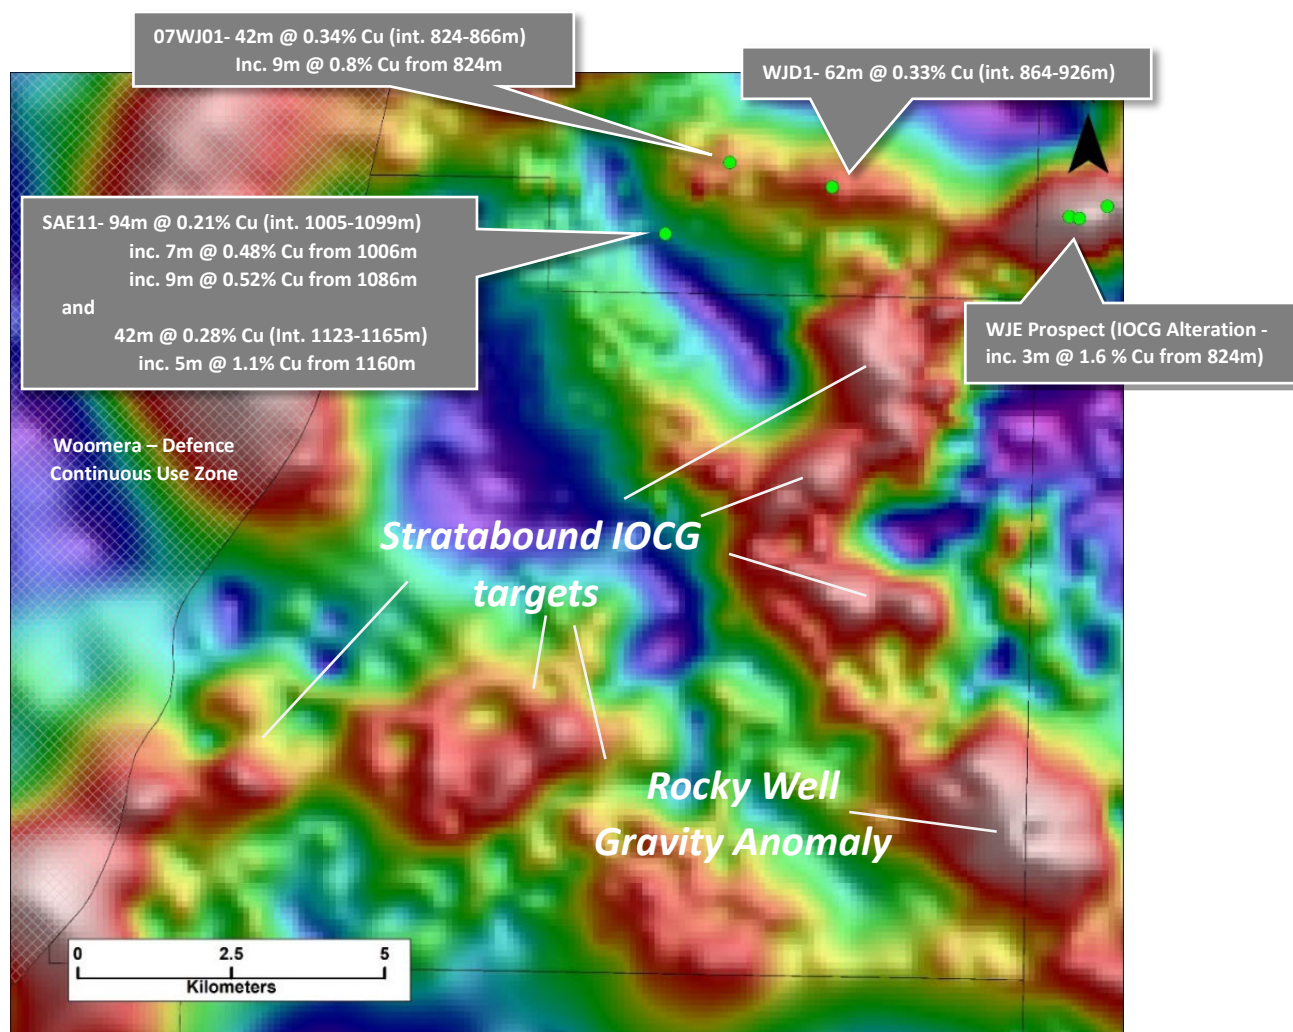 07WJ01- 42m @ 0.34% Cu (int. 824-866m)
Inc. 9m @ 0.8% Cu from 824m
WJD1- 62m @ 0.33% Cu (int. 864-926m)
SAE11- 94m @ 0.21% Cu (int. 1005-1099m)
inc. 7m @ 0.48% Cu from 1006m
inc. 9m @ 0.52% Cu from 1086m
and
42m @ 0.28% Cu (Int. 1123-1165m)
inc. 5m @ 1.1% Cu from 1160m
WJE Prospect (IOCG Alteration -
inc. 3m @ 1.6 % Cu from 824m)
Woomera – Defence
Continuous Use Zone
Stratabound IOCG
targets
Rocky Well
Gravity Anomaly
0 2.5 5
Kilometers